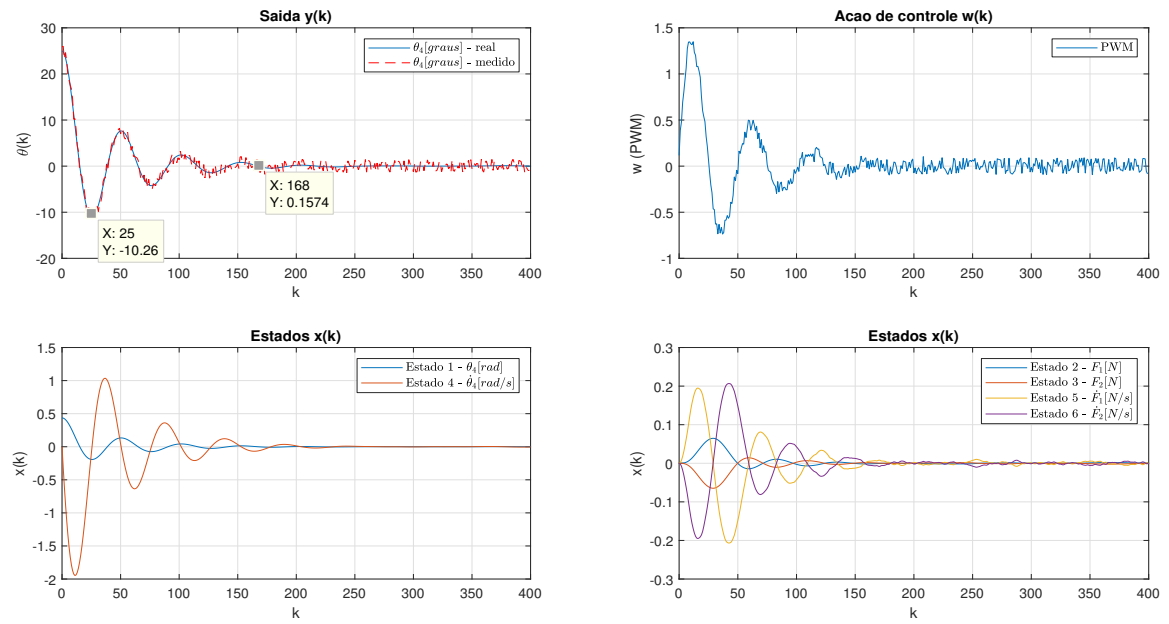 Saida y(k)
30
20
10
0
-10
-20
θ(k)
θ₄[graus] - real
θ₄[graus] - medido
X: 168
Y: 0.1574
X: 25
Y: -10.26
0 50 100 150 200 250 300 350 400
k
Acao de controle w(k)
1.5
1
0.5
0
-0.5
-1
w (PWM)
PWM
0 50 100 150 200 250 300 350 400
k
Estados x(k)
1.5
1
0.5
0
-0.5
-1
-1.5
-2
x(k)
Estado 1 - θ₄[rad]
Estado 4 - θ̇₄[rad/s]
0 50 100 150 200 250 300 350 400
k
Estados x(k)
0.3
0.2
0.1
0
-0.1
-0.2
-0.3
x(k)
Estado 2 - F₁[N]
Estado 3 - F₂[N]
Estado 5 - Ḟ₁[N/s]
Estado 6 - Ḟ₂[N/s]
0 50 100 150 200 250 300 350 400
k